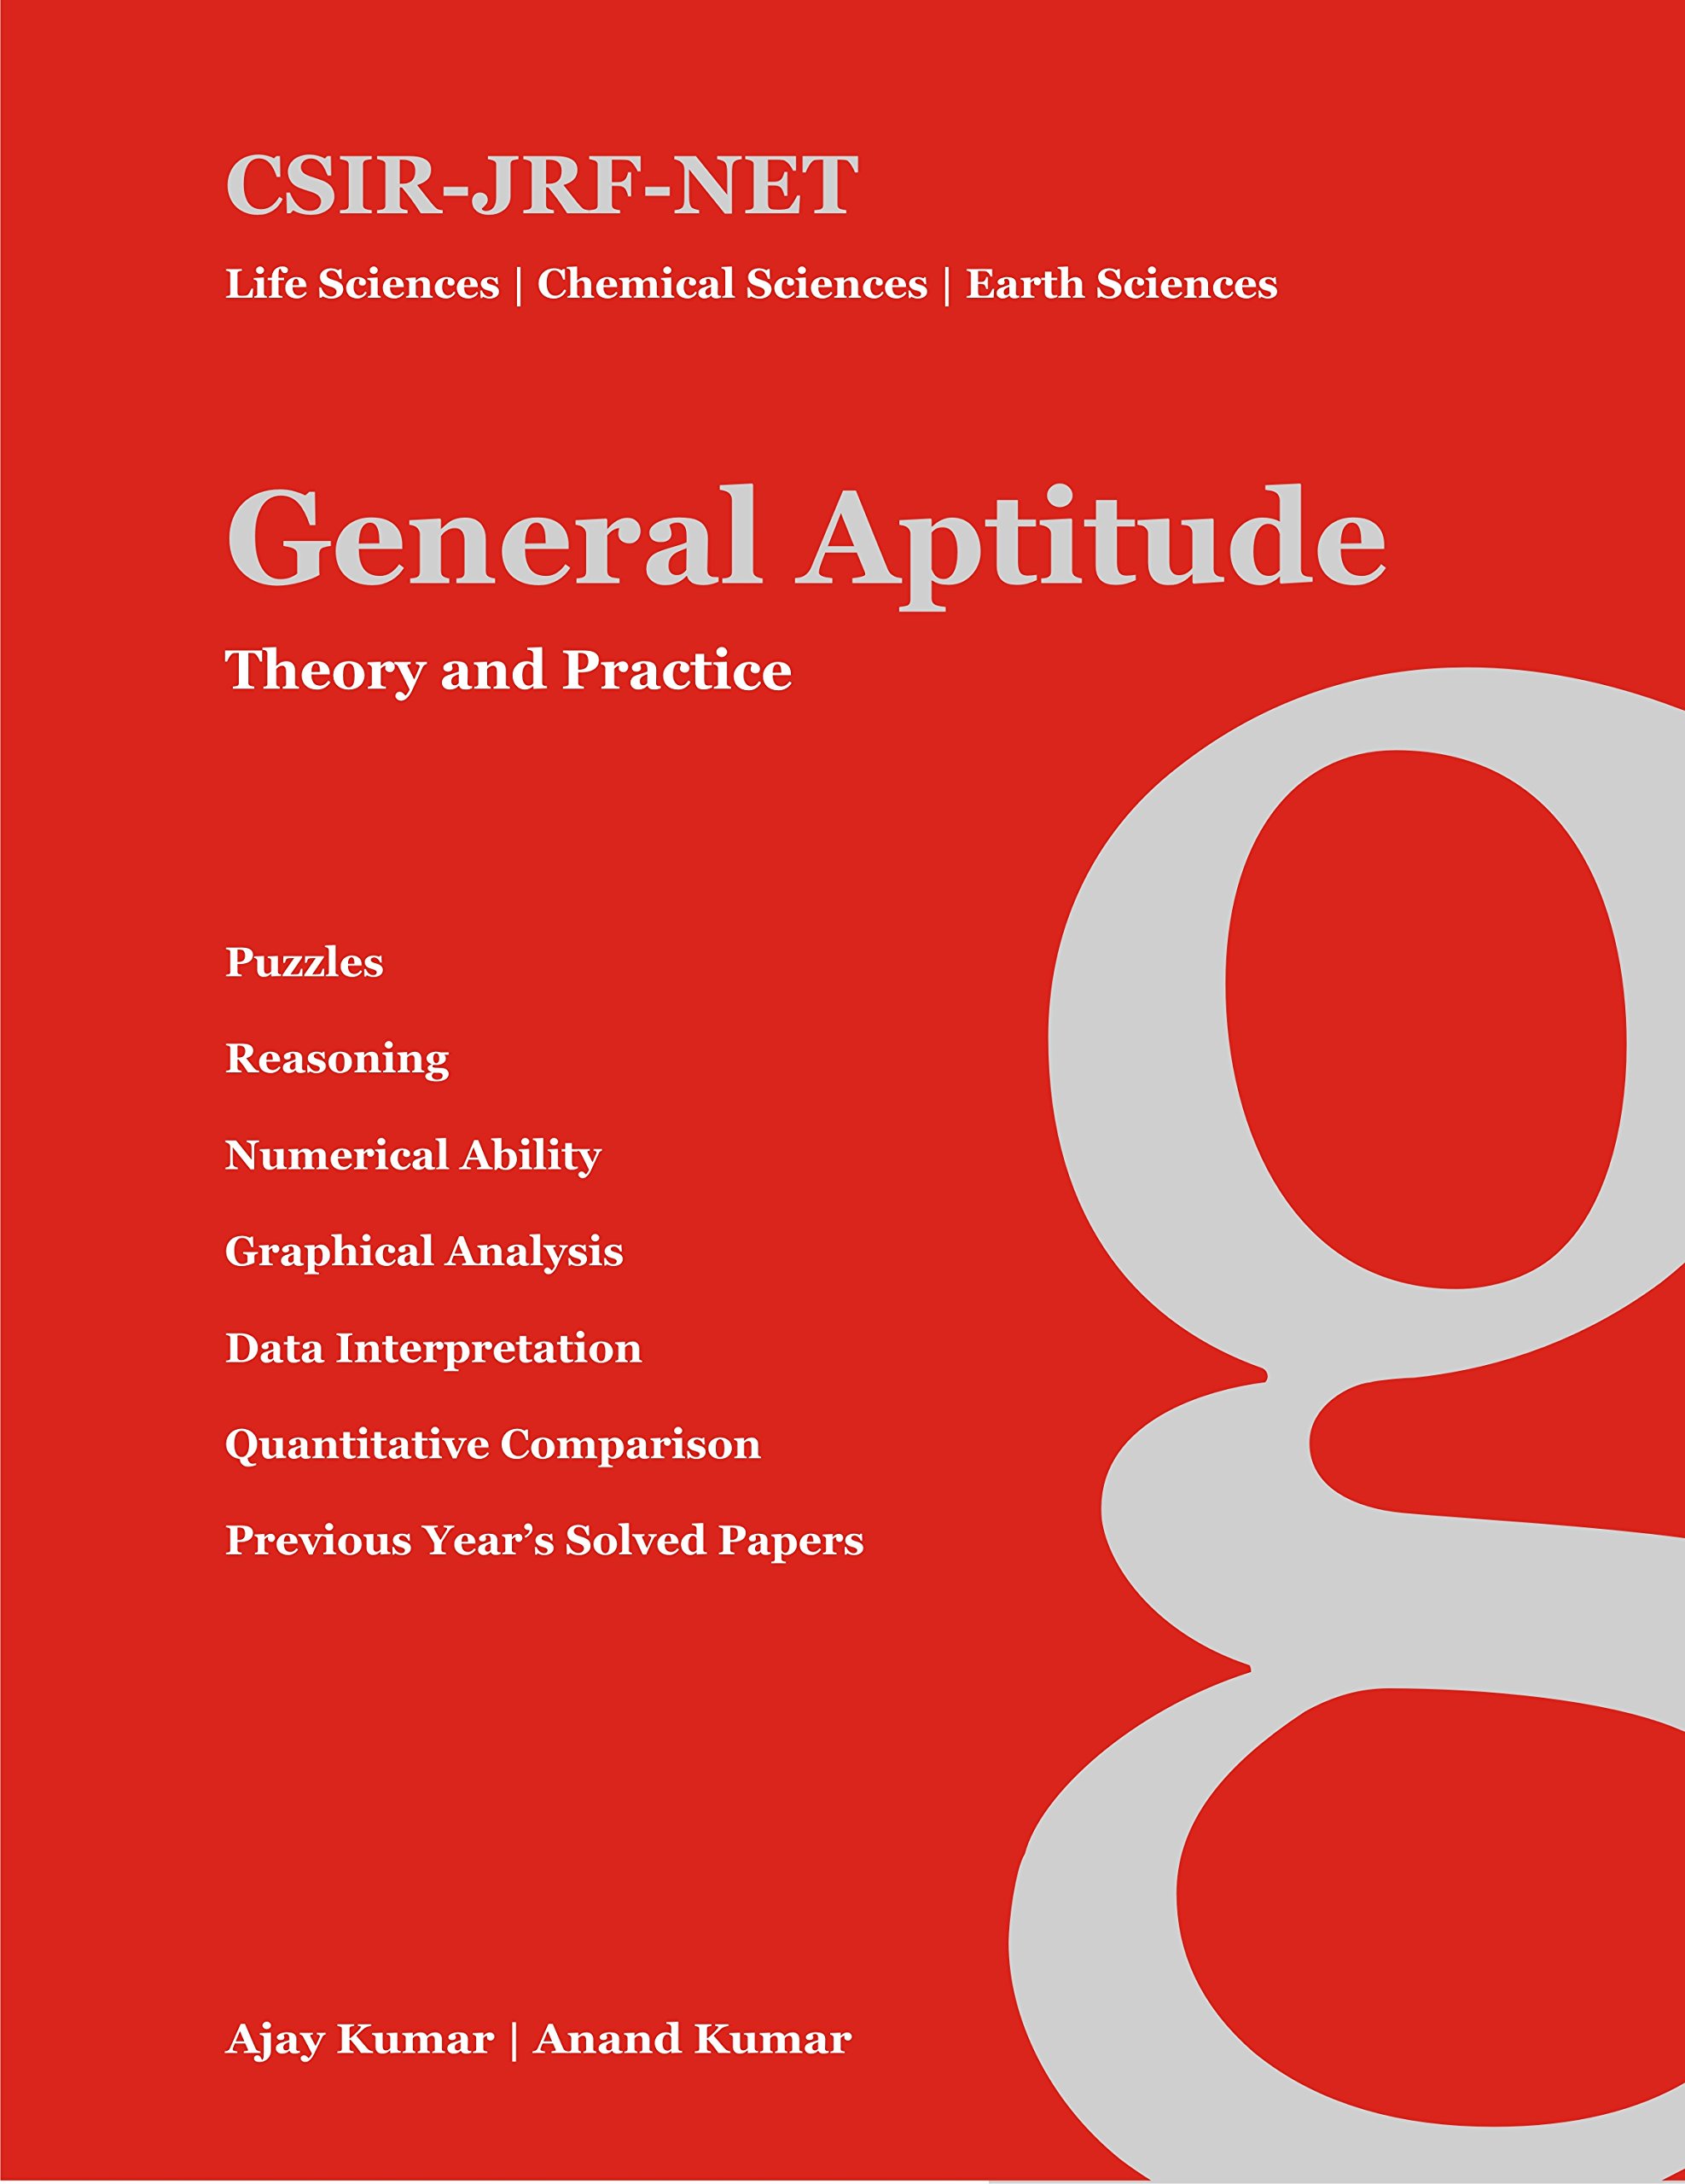 CSIR-JRF-NET
Life Sciences | Chemical Sciences | Earth Sciences
General Aptitude
Theory and Practice
g
Puzzles
Reasoning
Numerical Ability
Graphical Analysis
Data Interpretation
Quantitative Comparison
Previous Year’s Solved Papers
Ajay Kumar | Anand Kumar